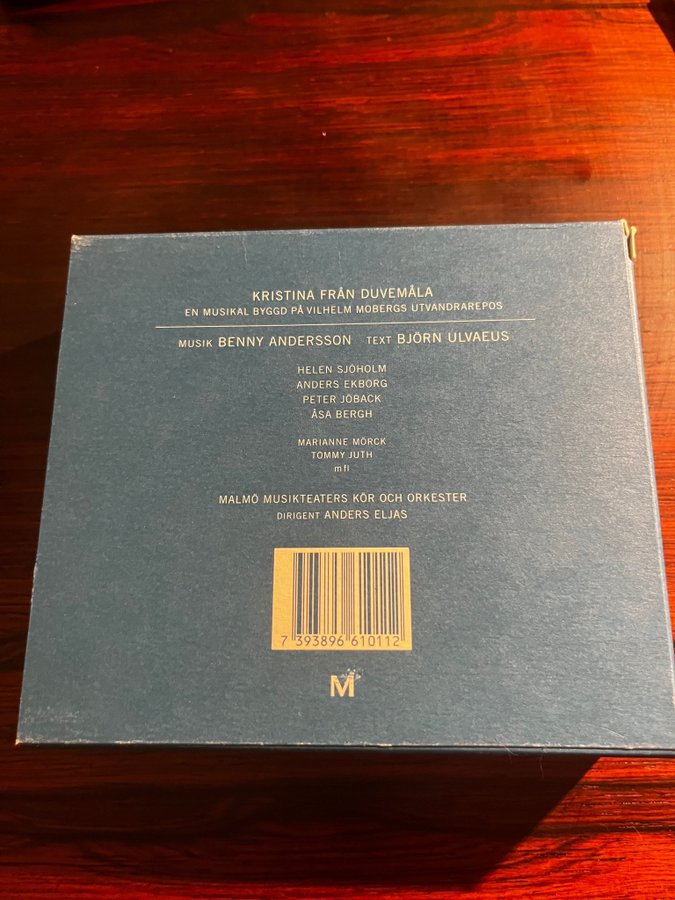 KRISTINA FRÅN DUVEMÅLA
EN MUSIKAL BYGGD PÅ VILHELM MOBERGS UTVANDRAREPOS
MUSIK BENNY ANDERSSON TEXT BJÖRN ULVAEUS
HELEN SJÖHOLM
ANDERS EKBORG
PETER JÖBACK
ÅSA BERGH
MARIANNE MÖRCK
TOMMY JUTH
m fl
MALMÖ MUSIKTEATERS KÖR OCH ORKESTER
DIRIGENT ANDERS ELJAS
7 393896 610112
M